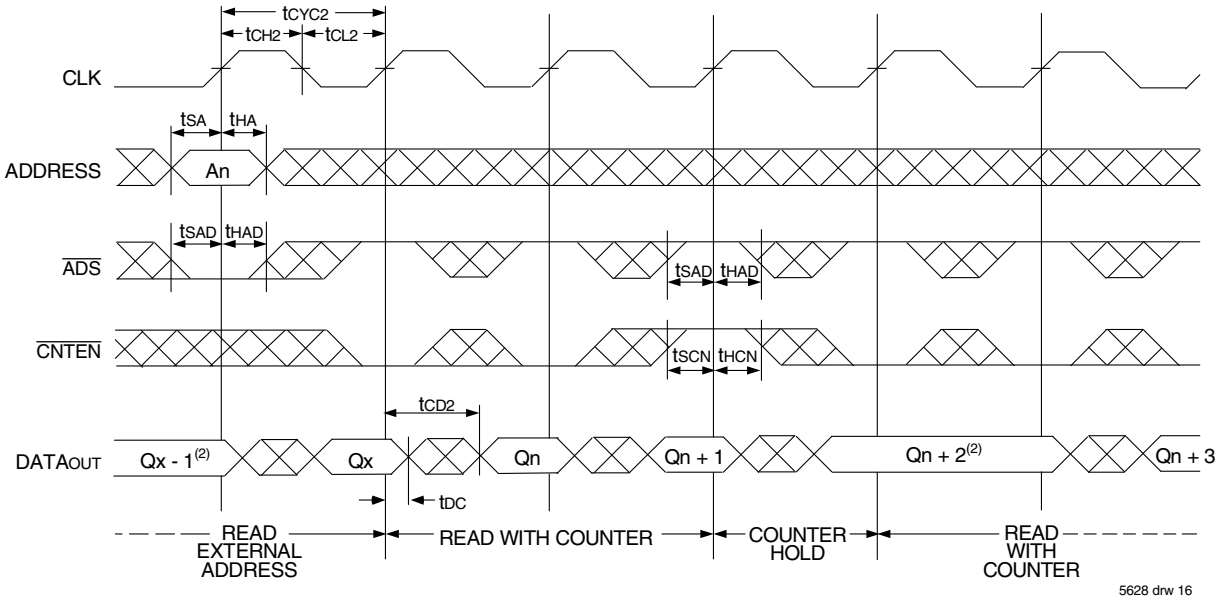 tCYC2
tCH2 tCL2
CLK
tSA tHA
ADDRESS An
tSAD tHAD
ADS tSAD tHAD
CNTEN
tSCN tHCN
tCD2
DATAOUT Qx - 1(2) Qx Qn Qn + 1 Qn + 2(2) Qn + 3
tDC
READ EXTERNAL ADDRESS
READ WITH COUNTER
COUNTER HOLD
READ WITH COUNTER
5628 drw 16